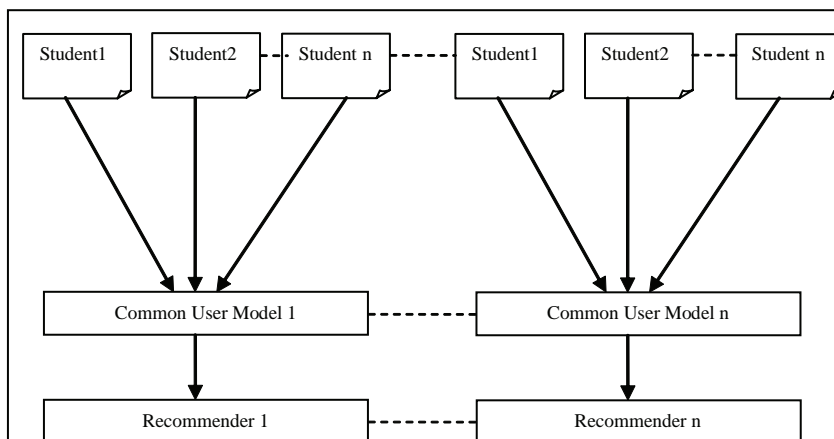 Student1
Student2
Student n
Student1
Student2
Student n
Common User Model 1
Common User Model n
Recommender 1
Recommender n